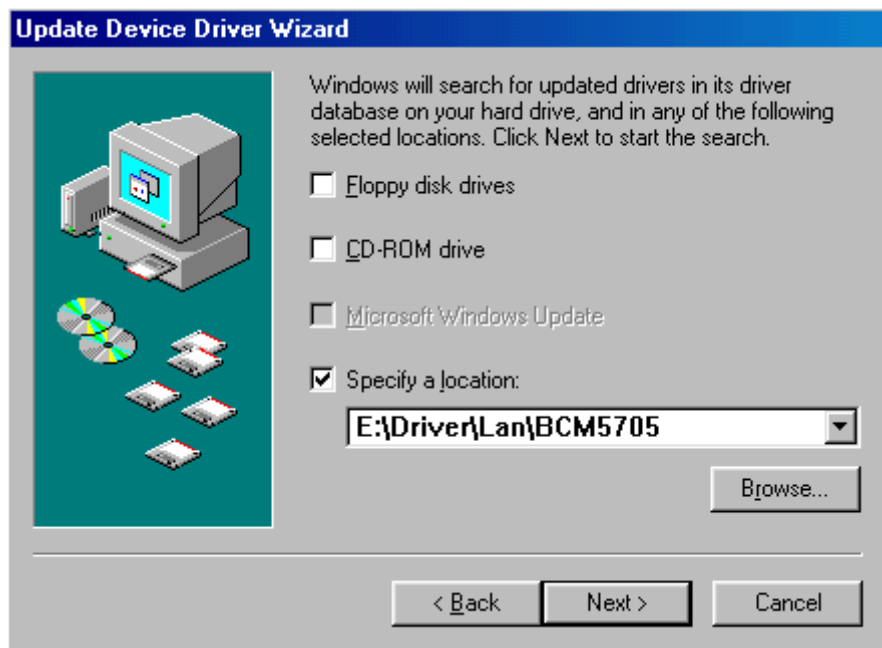 Update Device Driver Wizard
Windows will search for updated drivers in its driver
database on your hard drive, and in any of the following
selected locations. Click Next to start the search.
Floppy disk drives
CD-ROM drive
Microsoft Windows Update
Specify a location:
E:\Driver\Lan\BCM5705
Browse...
< Back
Next >
Cancel